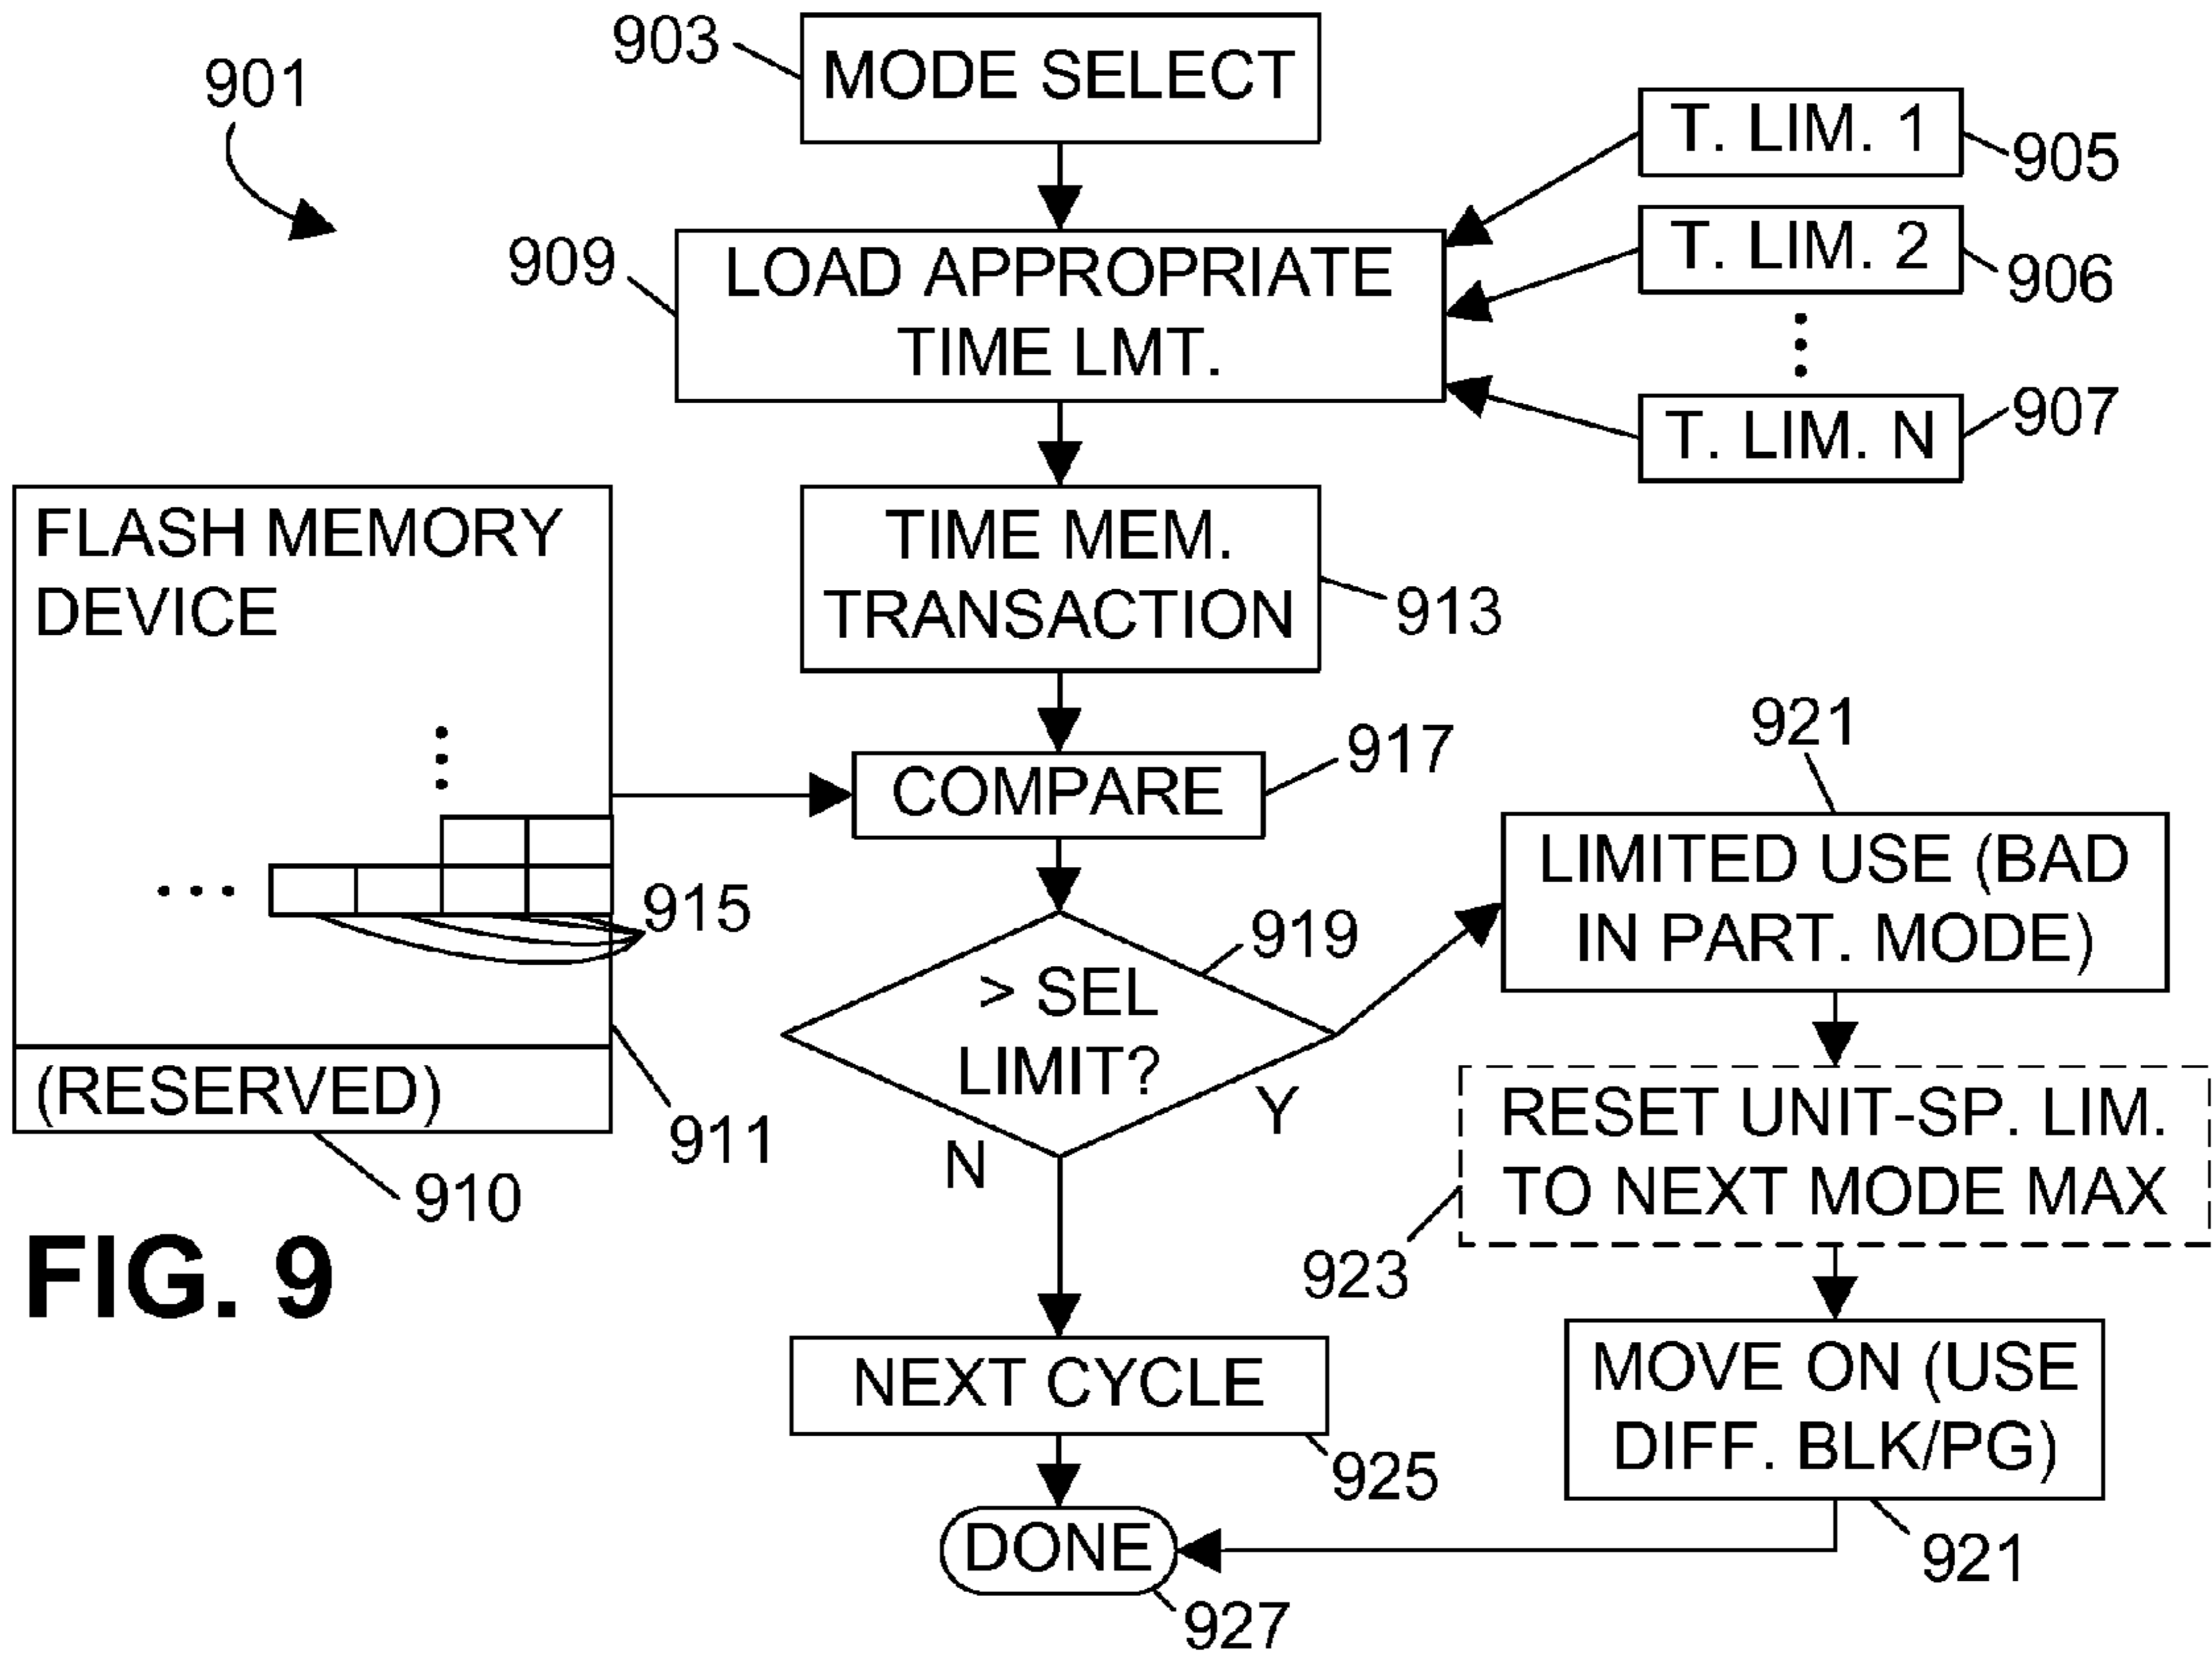 903
MODE SELECT
901
T. LIM. 1
905
909
LOAD APPROPRIATE
TIME LMT.
T. LIM. 2
906
T. LIM. N
907
FLASH MEMORY
DEVICE
TIME MEM.
TRANSACTION
913
COMPARE
917
921
LIMITED USE (BAD
IN PART. MODE)
915
919
> SEL
LIMIT?
Y
N
(RESERVED)
911
910
RESET UNIT-SP. LIM.
TO NEXT MODE MAX
923
FIG. 9
NEXT CYCLE
925
MOVE ON (USE
DIFF. BLK/PG)
921
DONE
927